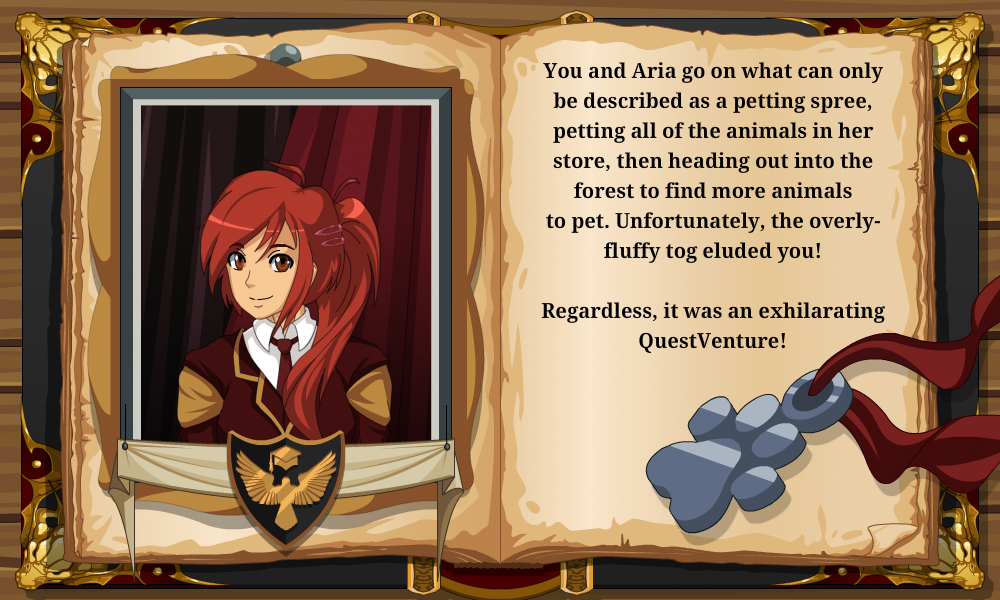 You and Aria go on what can only
be described as a petting spree,
petting all of the animals in her
store, then heading out into the
forest to find more animals
to pet. Unfortunately, the overly-
fluffy tog eluded you!
Regardless, it was an exhilarating
QuestVenture!